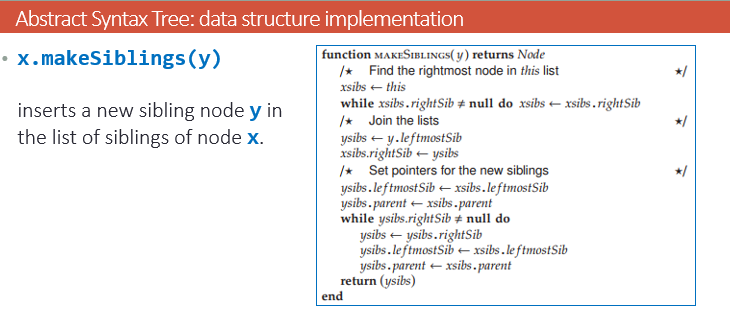 Abstract Syntax Tree: data structure implementation
• x.makeSiblings(y)
inserts a new sibling node y in
the list of siblings of node x.
function MAKESIBLINGS(y) returns Node
/★ Find the rightmost node in this list ★/
xsibs ← this
while xsibs.rightSib ≠ null do xsibs ← xsibs.rightSib
/★ Join the lists ★/
ysibs ← y.leftmostSib
xsibs.rightSib ← ysibs
/★ Set pointers for the new siblings ★/
ysibs.leftmostSib ← xsibs.leftmostSib
ysibs.parent ← xsibs.parent
while ysibs.rightSib ≠ null do
ysibs ← ysibs.rightSib
ysibs.leftmostSib ← xsibs.leftmostSib
ysibs.parent ← xsibs.parent
return (ysibs)
end